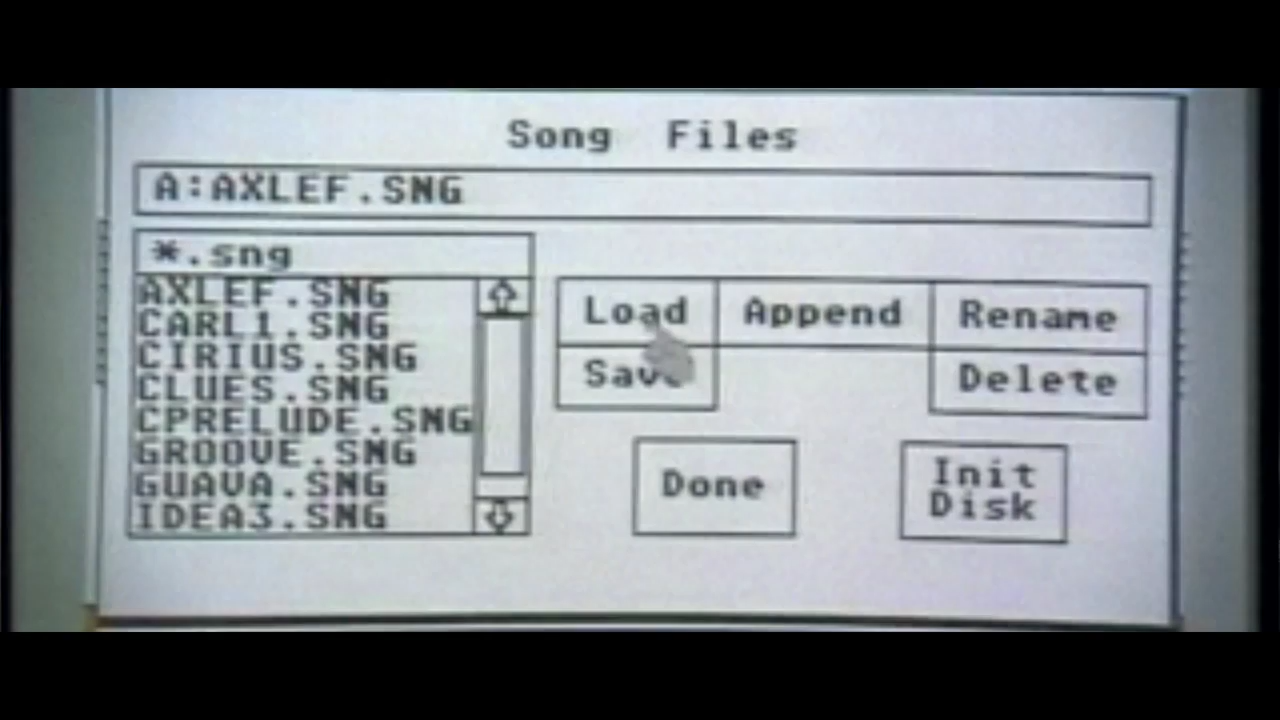 Song Files
A:AXLEF.SNG
*.sng
AXLEF.SNG
CARL1.SNG
CIRIUS.SNG
CLUES.SNG
CPRELUDE.SNG
GROOVE.SNG
GUAVA.SNG
IDEA3.SNG
Load Append Rename
Save Delete
Done
Init
Disk